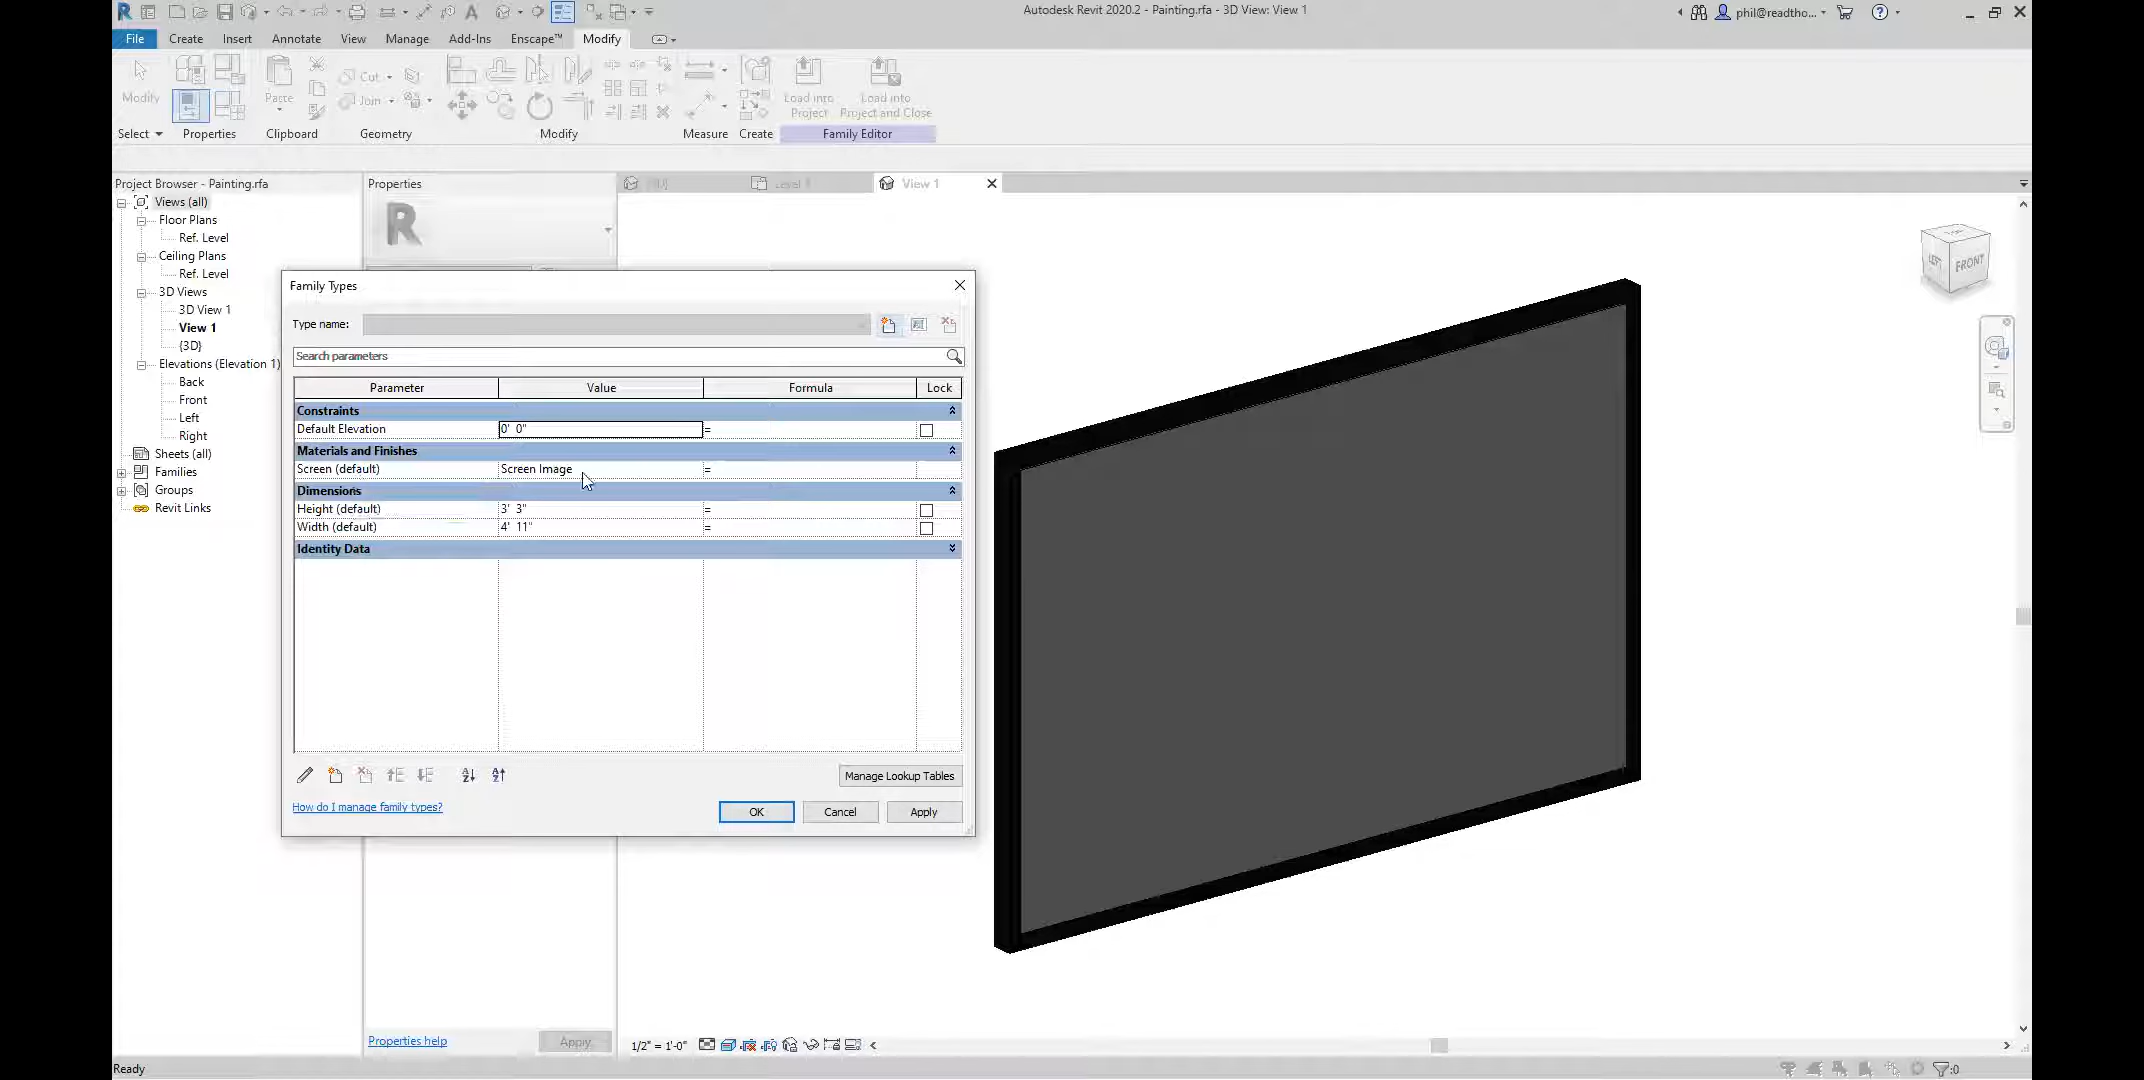 Autodesk Revit 2020.2 - Painting.rfa - 3D View: View 1
phil@readtho...
File Create Insert Annotate View Manage Add-Ins Enscape™ Modify
Modify
Paste
Cut
Join
Load into
Project
Load into
Project and Close
Select Properties Clipboard Geometry Modify Measure Create Family Editor
Project Browser - Painting.rfa
Views (all)
Floor Plans
Ref. Level
Ceiling Plans
Ref. Level
3D Views
3D View 1
View 1
{3D}
Elevations (Elevation 1)
Back
Front
Left
Right
Sheets (all)
Families
Groups
Revit Links
Properties
View 1
TOP
LEFT
FRONT
Family Types
Type name:
Search parameters
Parameter Value Formula Lock
Constraints
Default Elevation 0' 0" =
Materials and Finishes
Screen (default) Screen Image =
Dimensions
Height (default) 3' 3" =
Width (default) 4' 11" =
Identity Data
Manage Lookup Tables
How do I manage family types?
OK Cancel Apply
Properties help
Apply
1/2" = 1'-0"
Ready
:0